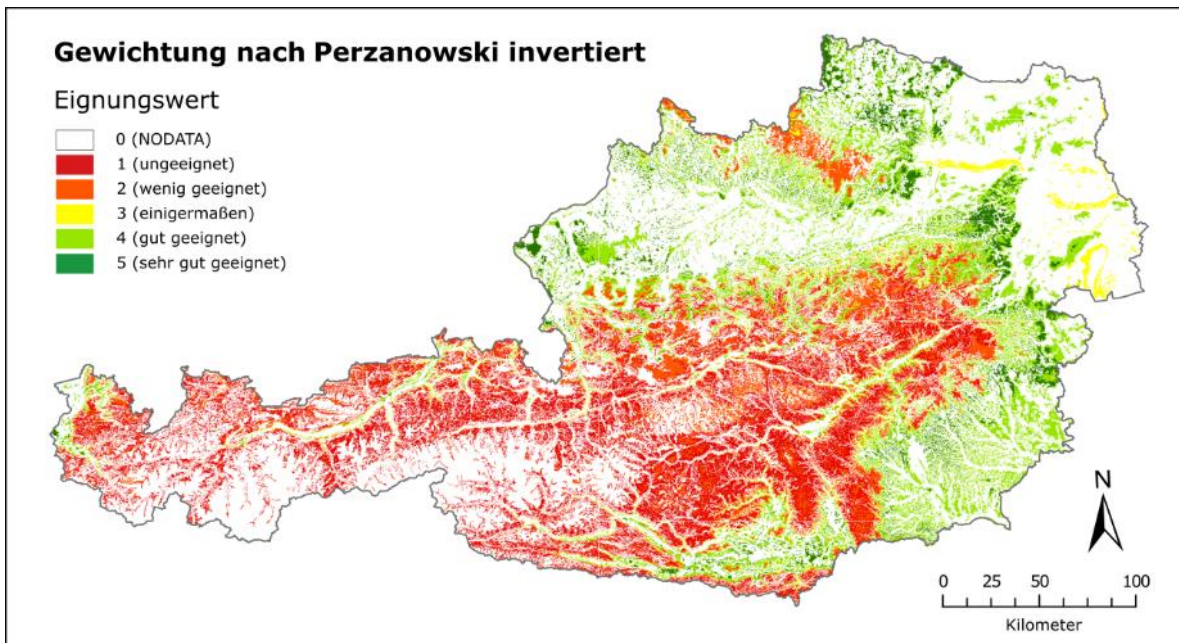 Gewichtung nach Perzanowski invertiert
Eignungswert
0 (NODATA)
1 (ungeeignet)
2 (wenig geeignet)
3 (einigermaßen)
4 (gut geeignet)
5 (sehr gut geeignet)
N
0 25 50 100
Kilometer